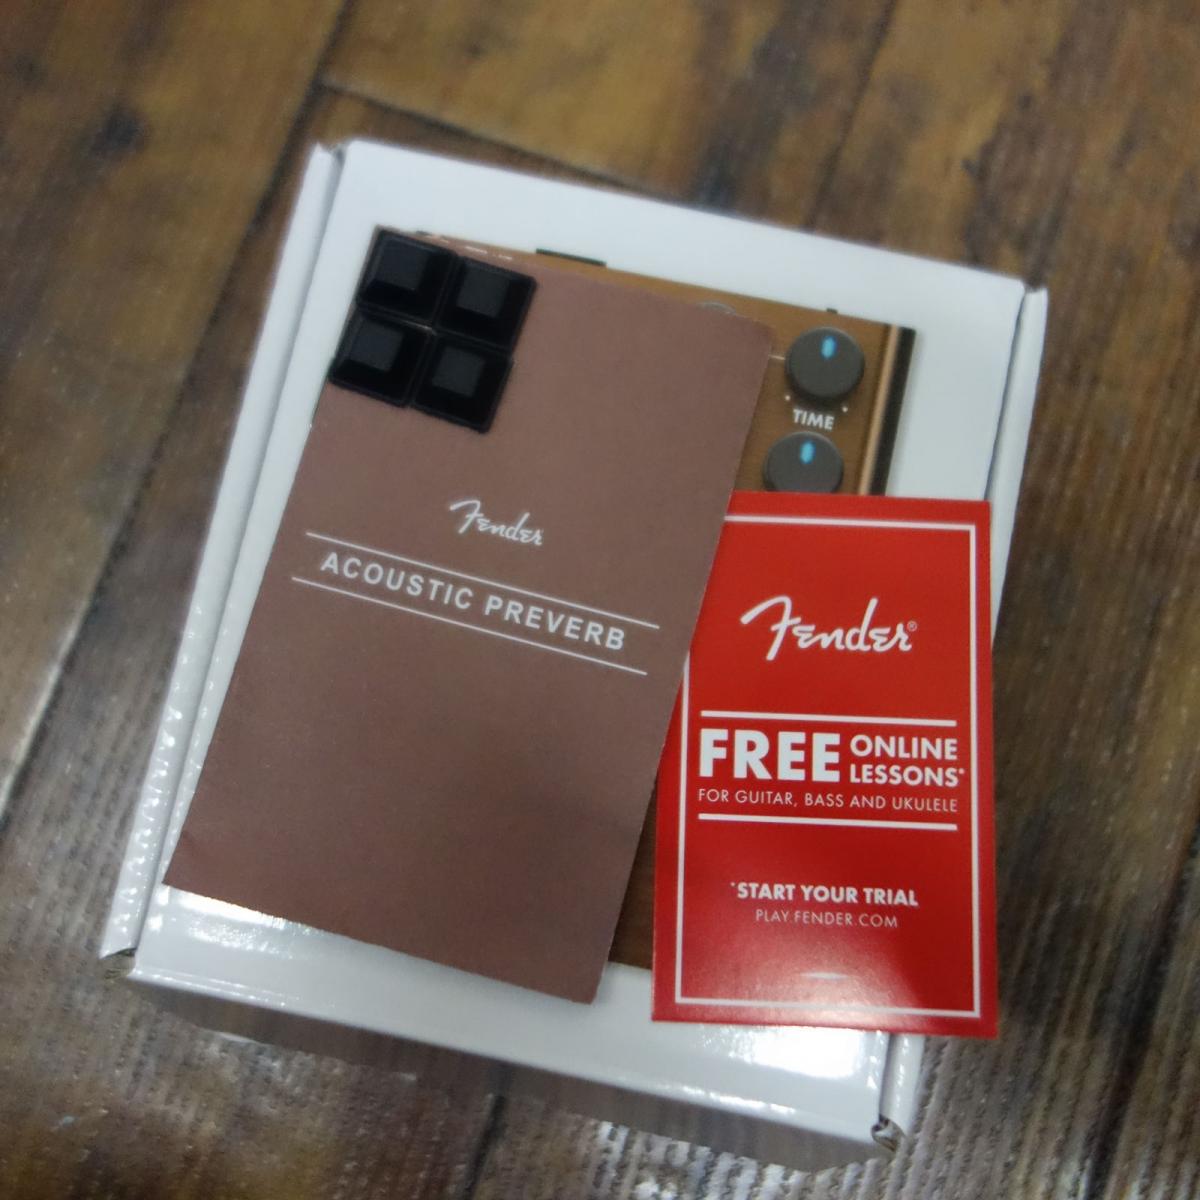 TIME
Fender
ACOUSTIC PREVERB
Fender®
FREE ONLINE LESSONS*
FOR GUITAR, BASS AND UKULELE
*START YOUR TRIAL
PLAY.FENDER.COM